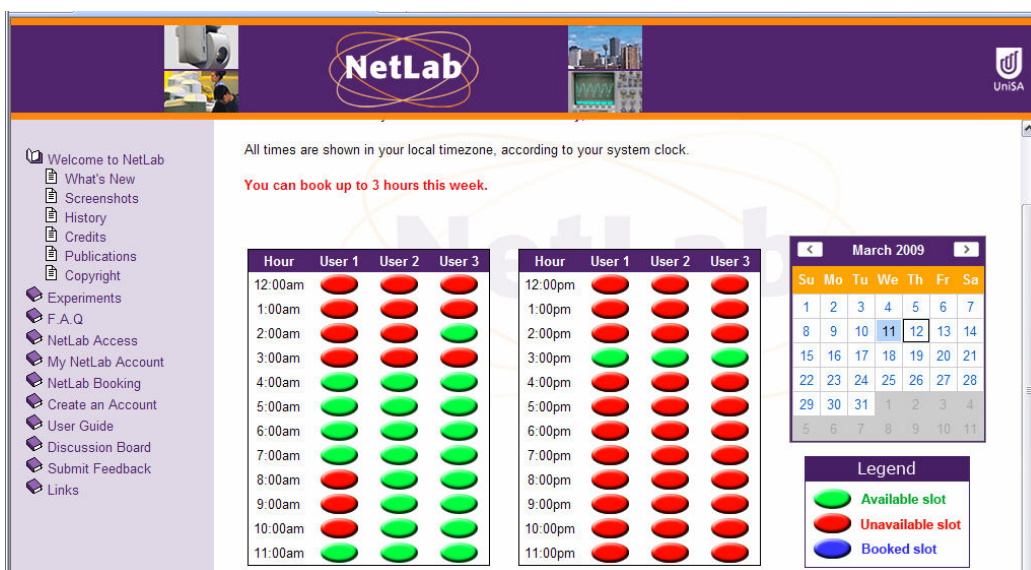 NetLab
UniSA
All times are shown in your local timezone, according to your system clock.
You can book up to 3 hours this week.
Welcome to NetLab
What's New
Screenshots
History
Credits
Publications
Copyright
Experiments
F.A.Q
NetLab Access
My NetLab Account
NetLab Booking
Create an Account
User Guide
Discussion Board
Submit Feedback
Links
Hour User 1 User 2 User 3
12:00am
1:00am
2:00am
3:00am
4:00am
5:00am
6:00am
7:00am
8:00am
9:00am
10:00am
11:00am
Hour User 1 User 2 User 3
12:00pm
1:00pm
2:00pm
3:00pm
4:00pm
5:00pm
6:00pm
7:00pm
8:00pm
9:00pm
10:00pm
11:00pm
< March 2009 >
Su Mo Tu We Th Fr Sa
1 2 3 4 5 6 7
8 9 10 11 12 13 14
15 16 17 18 19 20 21
22 23 24 25 26 27 28
29 30 31 1 2 3 4
5 6 7 8 9 10 11
Legend
Available slot
Unavailable slot
Booked slot
NetLab